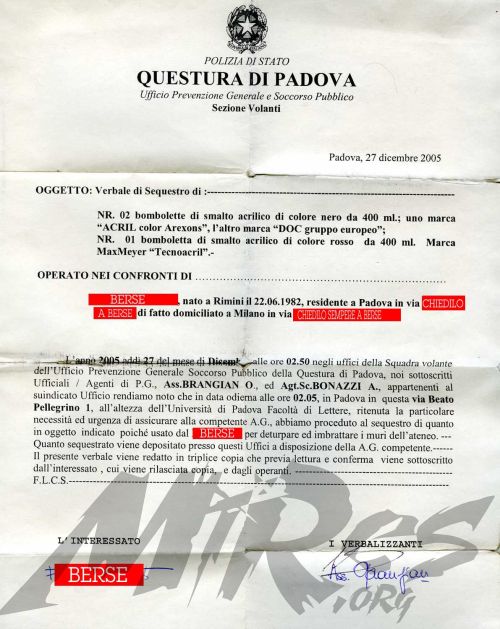 POLIZIA DI STATO
QUESTURA DI PADOVA
Ufficio Prevenzione Generale e Soccorso Pubblico
Sezione Volanti
Padova, 27 dicembre 2005
OGGETTO: Verbale di Sequestro di :
NR. 02 bombolette di smalto acrilico di colore nero da 400 ml.; uno marca
“ACRIL color Arexons”, l'altro marca “DOC gruppo europeo”;
NR. 01 bomboletta di smalto acrilico di colore rosso da 400 ml. Marca
MaxMeyer “Tecnoacril”.-
OPERATO NEI CONFRONTI DI ........................................
BERSE, nato a Rimini il 22.06.1982, residente a Padova in via CHIEDILO
A BERSE di fatto domiciliato a Milano in via CHIEDILO SEMPRE A BERSE
L'anno 2005 addì 27 del mese di Dicemb alle ore 02.50 negli uffici della Squadra volante
dell'Ufficio Prevenzione Generale Soccorso Pubblico della Questura di Padova, noi sottoscritti
Ufficiali / Agenti di P.G., Ass.BRANGIAN O., ed Agt.Sc.BONAZZI A., appartenenti al
suindicato Ufficio rendiamo noto che in data odierna alle ore 02.05, in Padova in questa via Beato
Pellegrino 1, all'altezza dell'Università di Padova Facoltà di Lettere, ritenuta la particolare
necessità ed urgenza di assicurare alla competente A.G., abbiamo proceduto al sequestro di quanto
in oggetto indicato poiché usato dal BERSE per deturpare ed imbrattare i muri dell'ateneo. ---
Quanto sequestrato viene depositato presso questi Uffici a disposizione della A.G. competente.------
Il presente verbale viene redatto in triplice copia che previa lettura e conferma viene sottoscritto
dall'interessato , cui viene rilasciata copia, e dagli operanti. ---
F.L.C.S.---
L'INTERESSATO
I VERBALIZZANTI
BERSE
Ass. Brangian
MiRES
.ORG